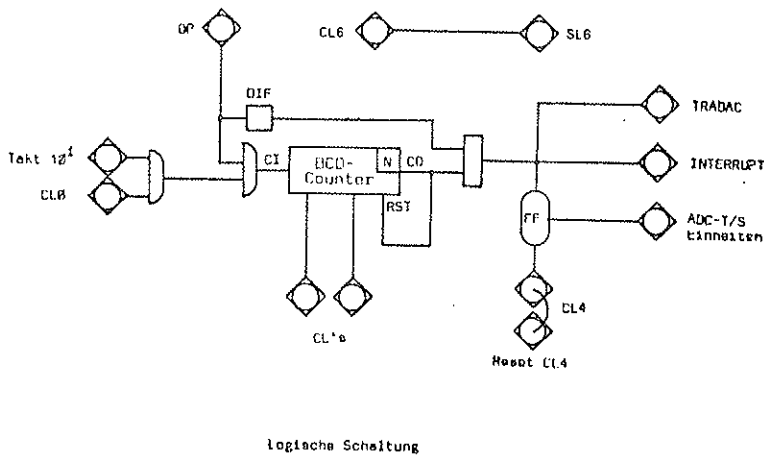 OP
CL6
SL6
DIF
TRADAC
Takt 10¹
CL0
CI
BCD-
Counter
N
CO
INTERRUPT
RST
FF
ADC-T/S
Einheiten
CL4
CL's
Reset CL4
logische Schaltung